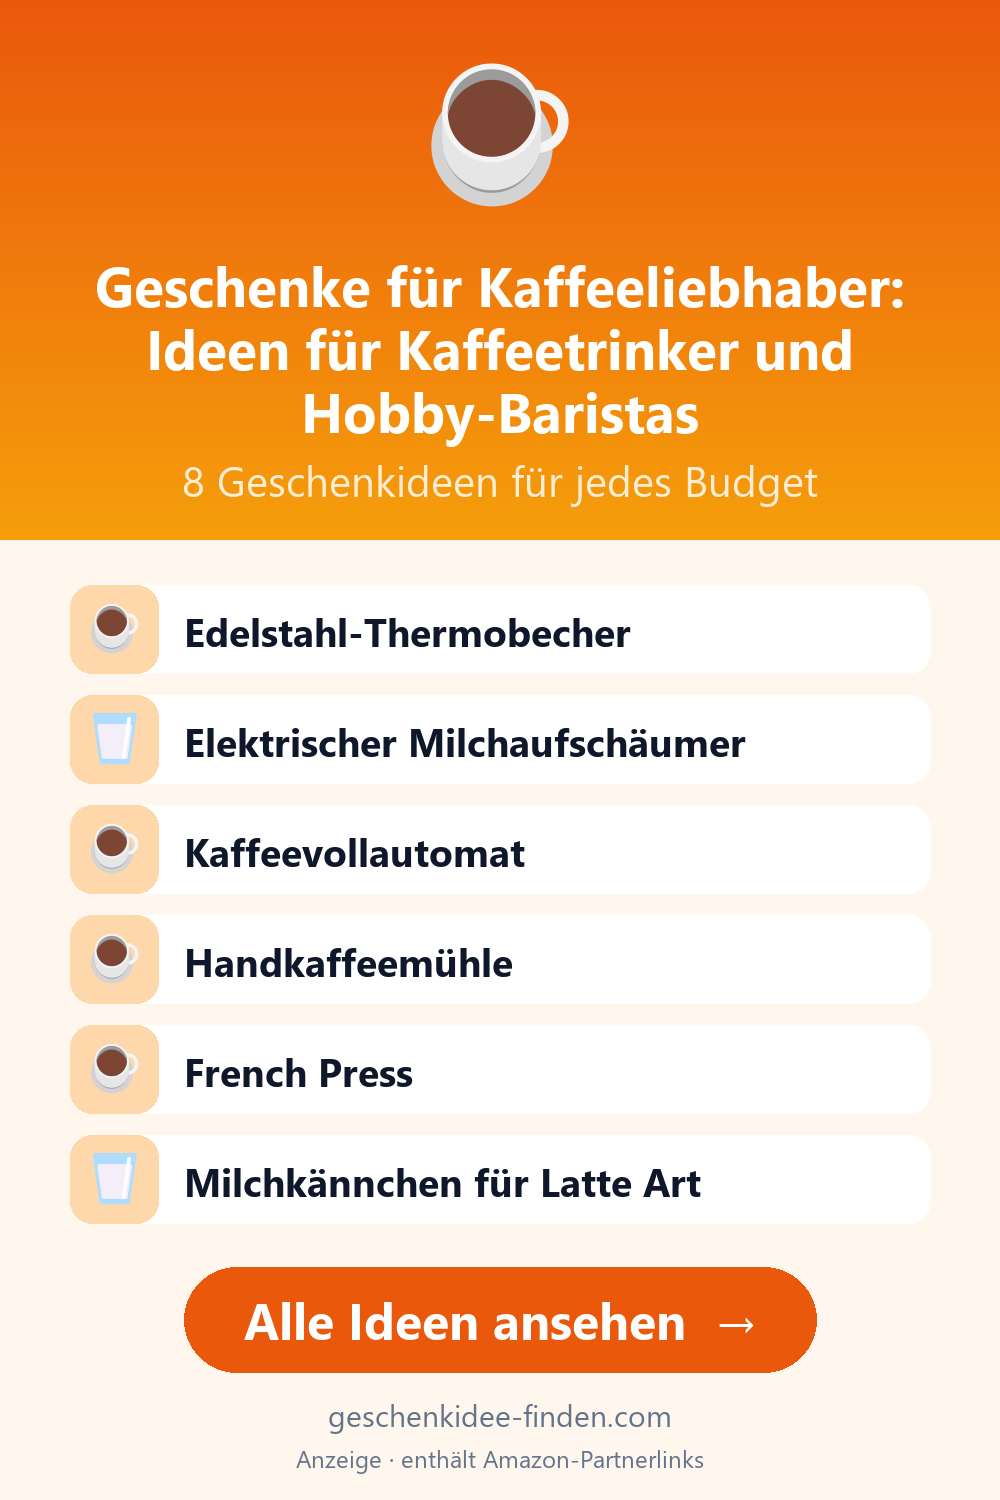 Geschenke für Kaffeeliebhaber:
Ideen für Kaffeetrinker und
Hobby-Baristas
8 Geschenkideen für jedes Budget
Edelstahl-Thermobecher
Elektrischer Milchaufschäumer
Kaffeevollautomat
Handkaffeemühle
French Press
Milchkännchen für Latte Art
Alle Ideen ansehen →
geschenkidee-finden.com
Anzeige · enthält Amazon-Partnerlinks